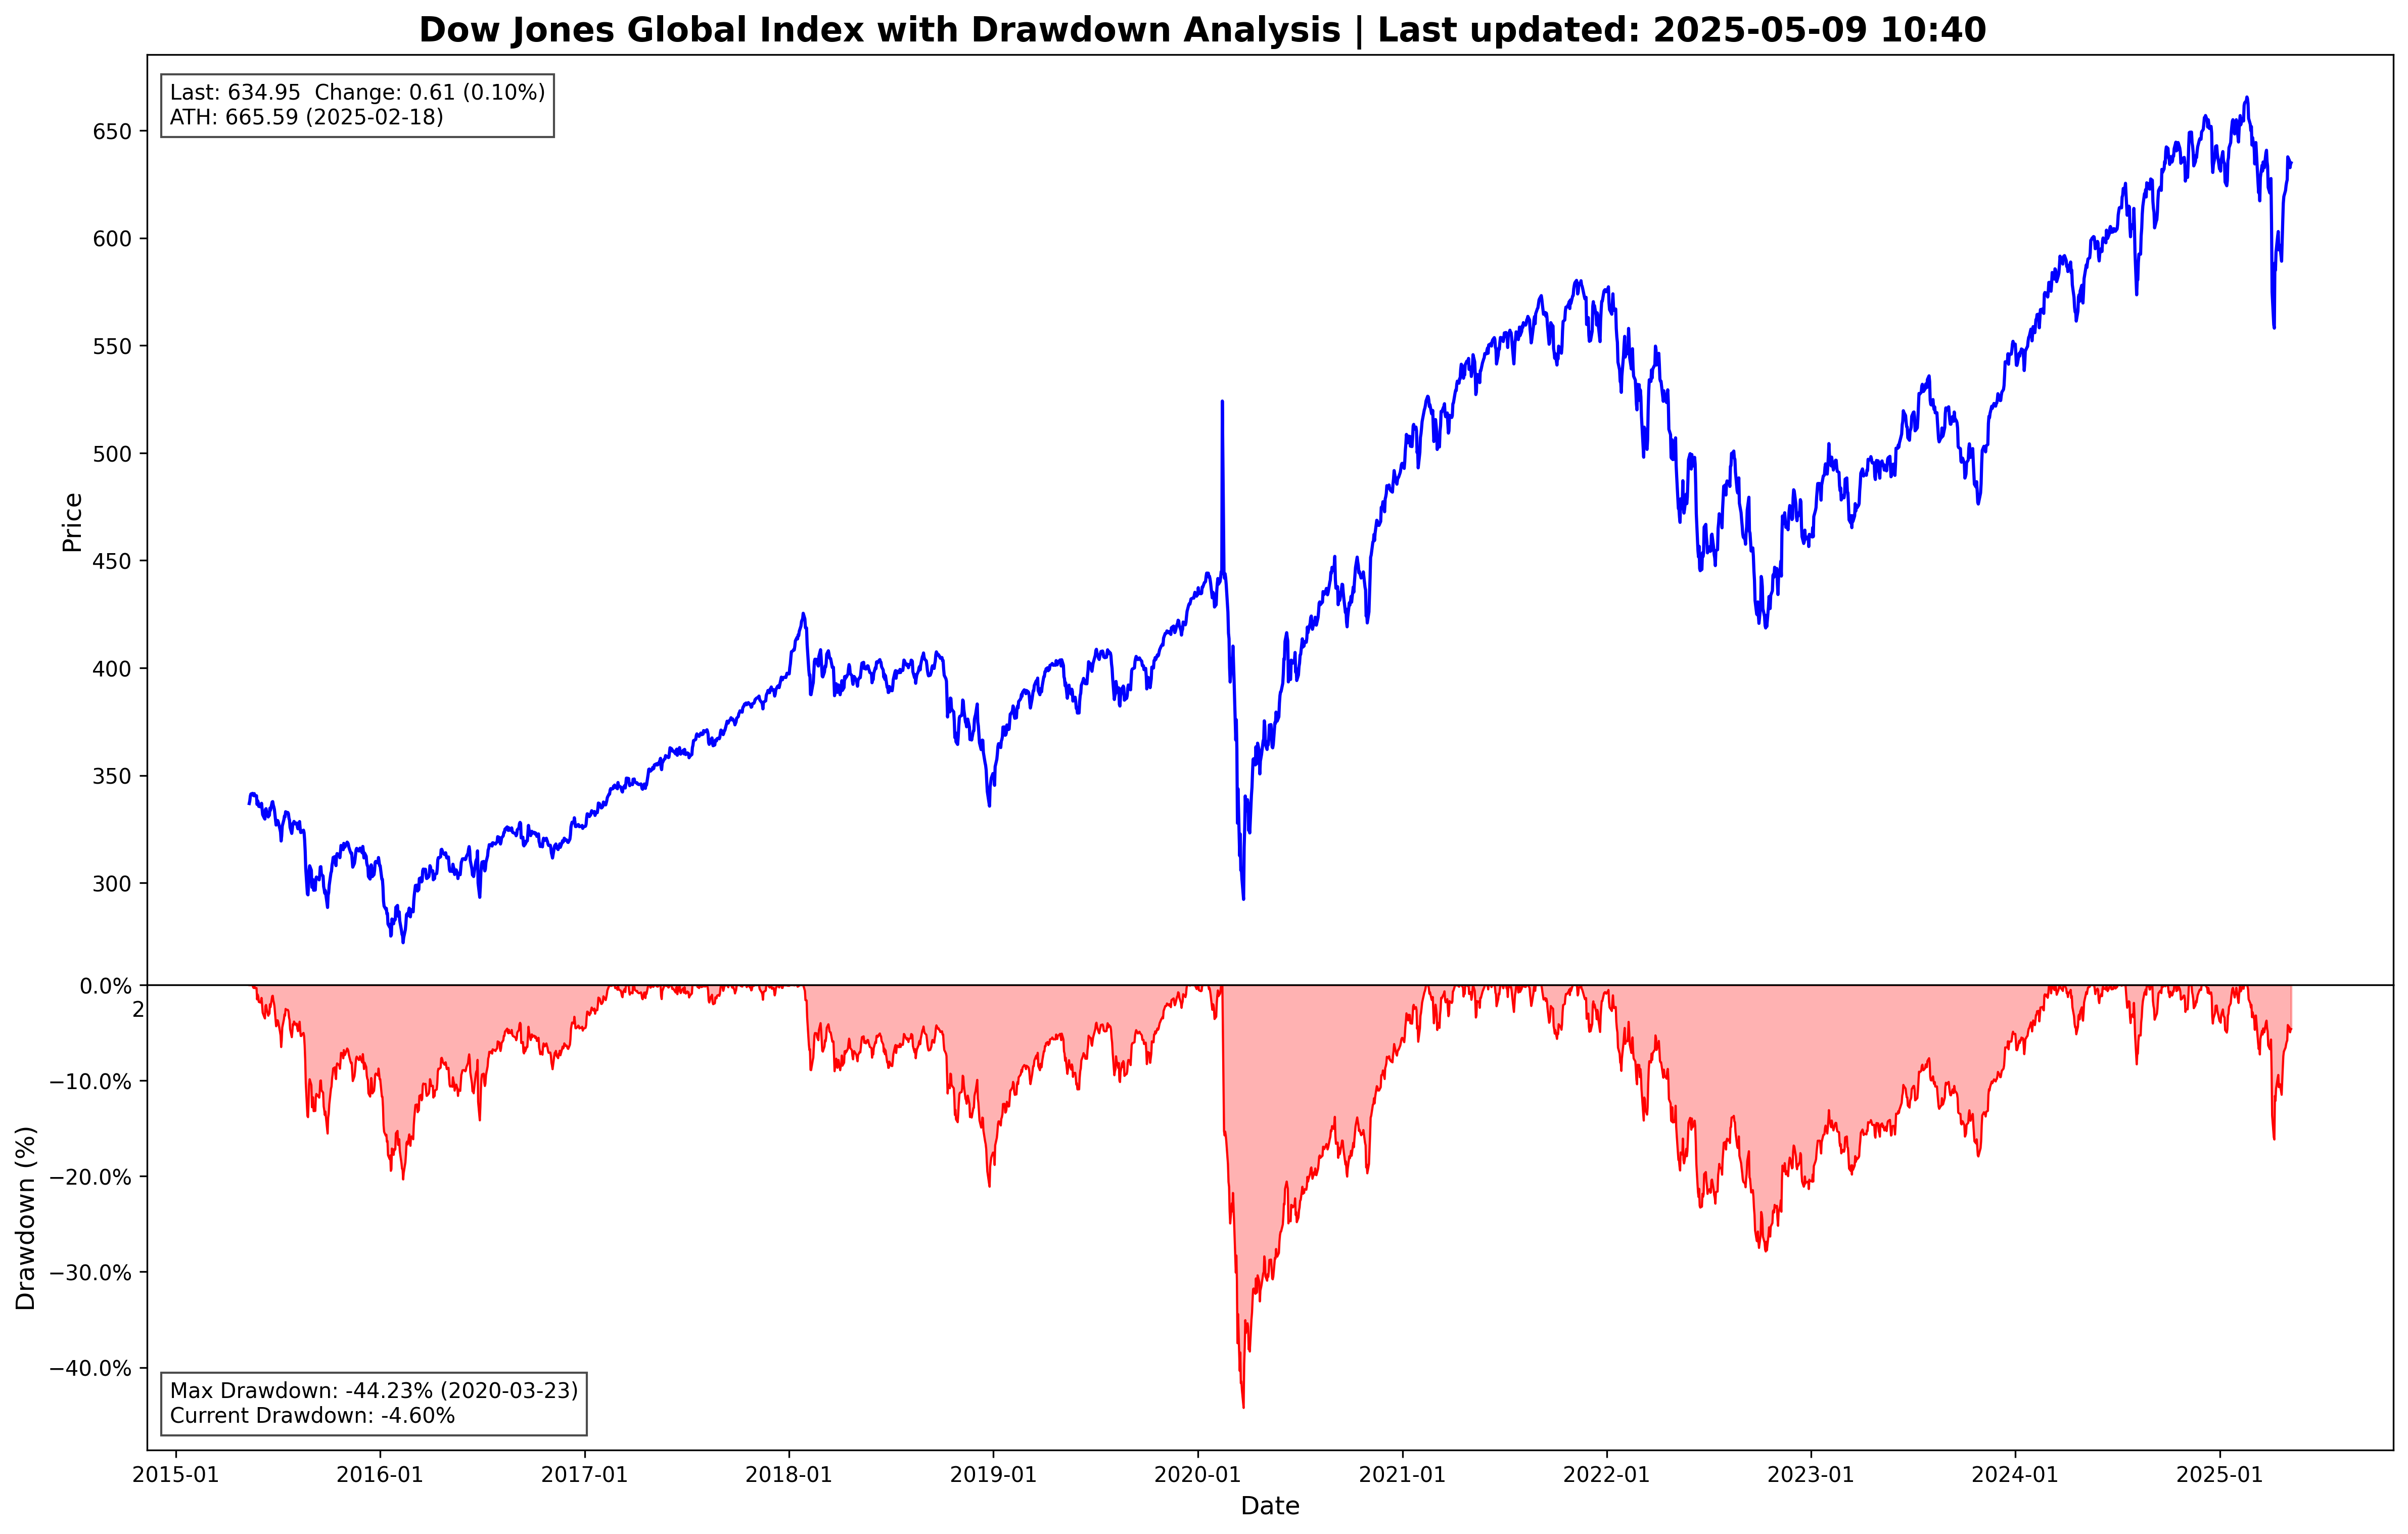 Dow Jones Global Index with Drawdown Analysis | Last updated: 2025-05-09 10:40
Last: 634.95  Change: 0.61 (0.10%)
ATH: 665.59 (2025-02-18)
Price
650
600
550
500
450
400
350
300
2
0.0%
−10.0%
−20.0%
−30.0%
−40.0%
Drawdown (%)
Max Drawdown: -44.23% (2020-03-23)
Current Drawdown: -4.60%
2015-01 2016-01 2017-01 2018-01 2019-01 2020-01 2021-01 2022-01 2023-01 2024-01 2025-01
Date